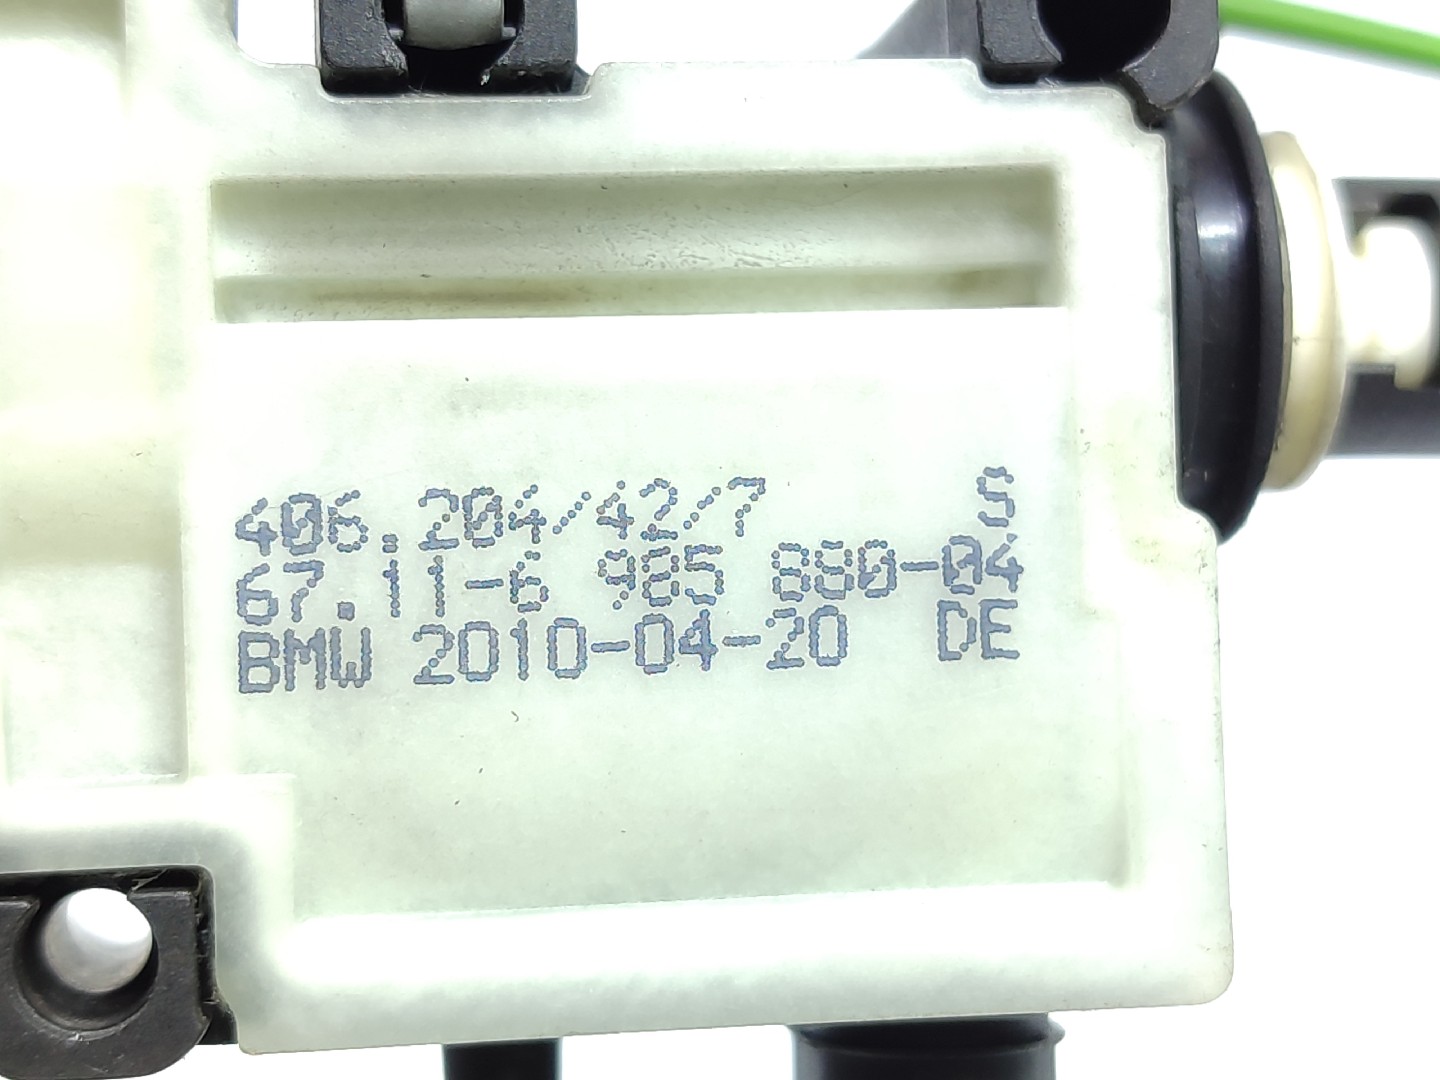 406.204/42/7 S
67.11-6 985 880-04
BMW 2010-04-20 DE